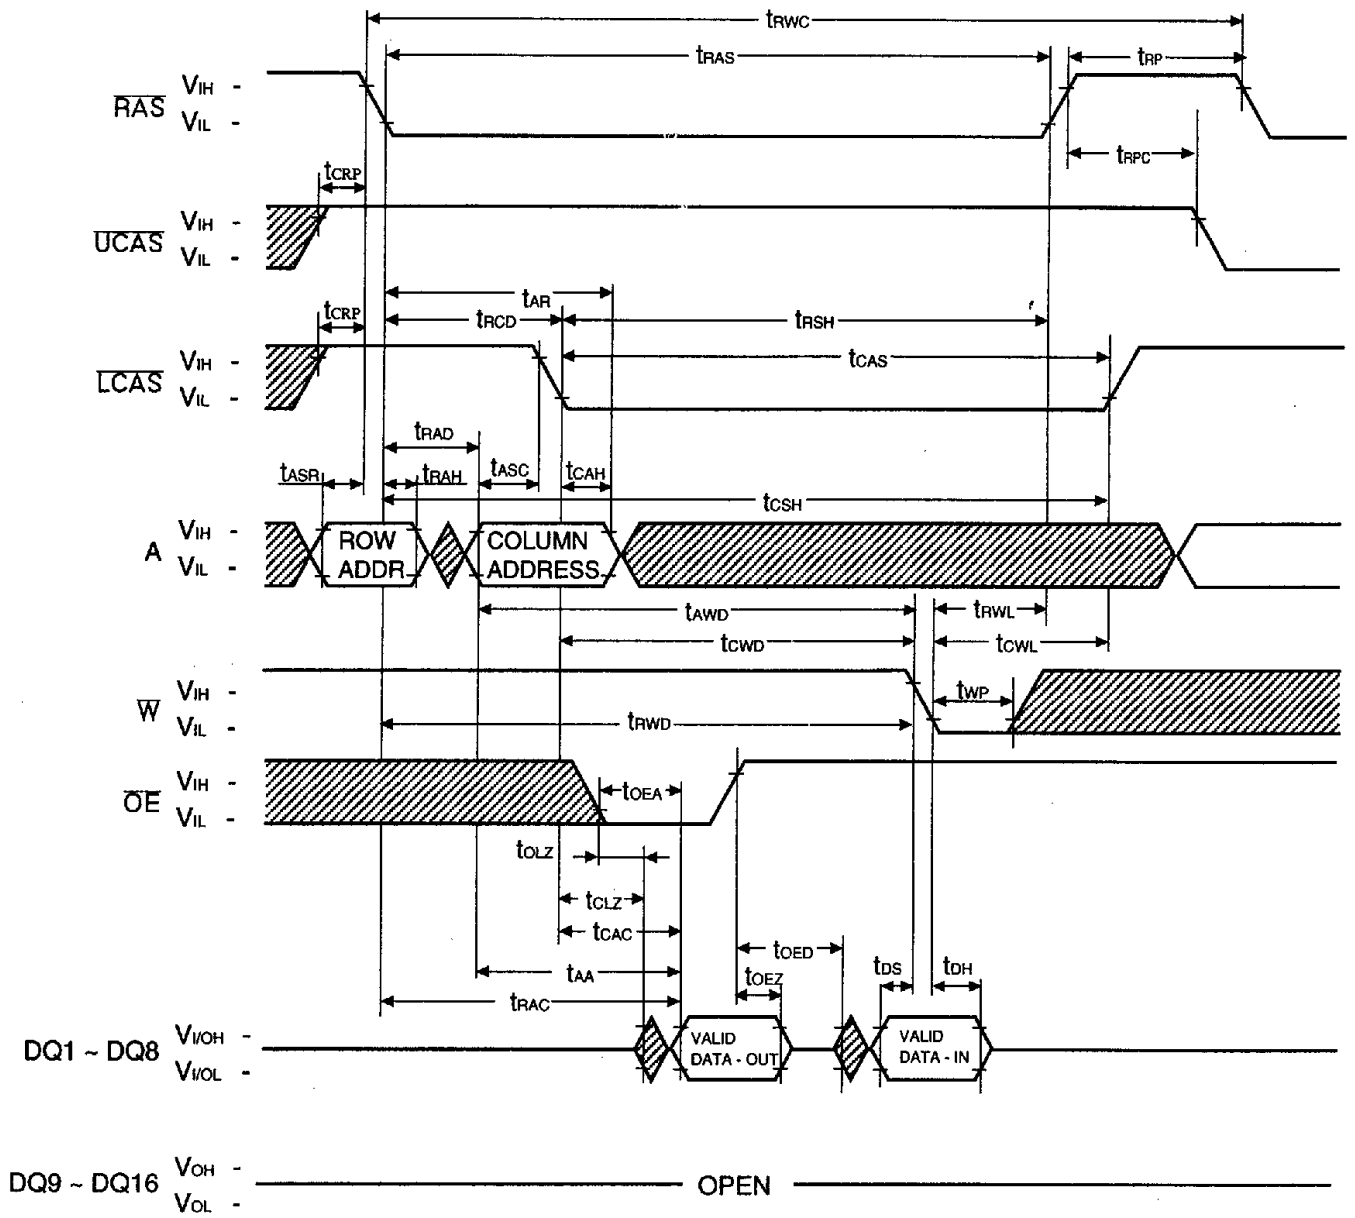 tRWC
tRAS
tRP
RAS
VIH -
VIL -
tRPC
tCRP
UCAS
VIH -
VIL -
tAR
tCRP
tRCD
tRSH
tCAS
LCAS
VIH -
VIL -
tRAD
tASR
tRAH
tASC
tCAH
tCSH
A
VIH -
VIL -
ROW
ADDR
COLUMN
ADDRESS
tAWD
tRWL
tCWD
tCWL
W
VIH -
VIL -
tWP
tRWD
OE
VIH -
VIL -
tOEA
tOLZ
tCLZ
tCAC
tOED
tAA
tOEZ
tDS
tDH
tRAC
DQ1 ~ DQ8
VI/OH -
VI/OL -
VALID
DATA - OUT
VALID
DATA - IN
DQ9 ~ DQ16
VOH -
VOL -
OPEN